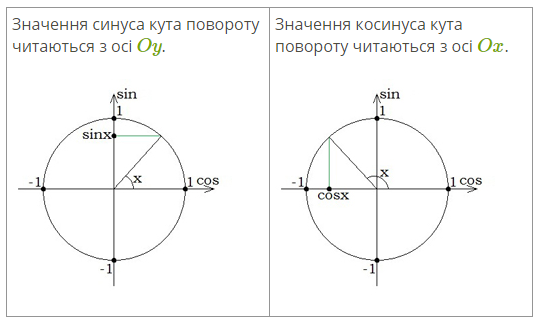 Значення синуса кута повороту
читаються з осі Oy.
sin
1
sinx
x
-1
1 cos
-1
Значення косинуса кута
повороту читаються з осі Ox.
sin
1
x
-1
1 cos
cosx
-1